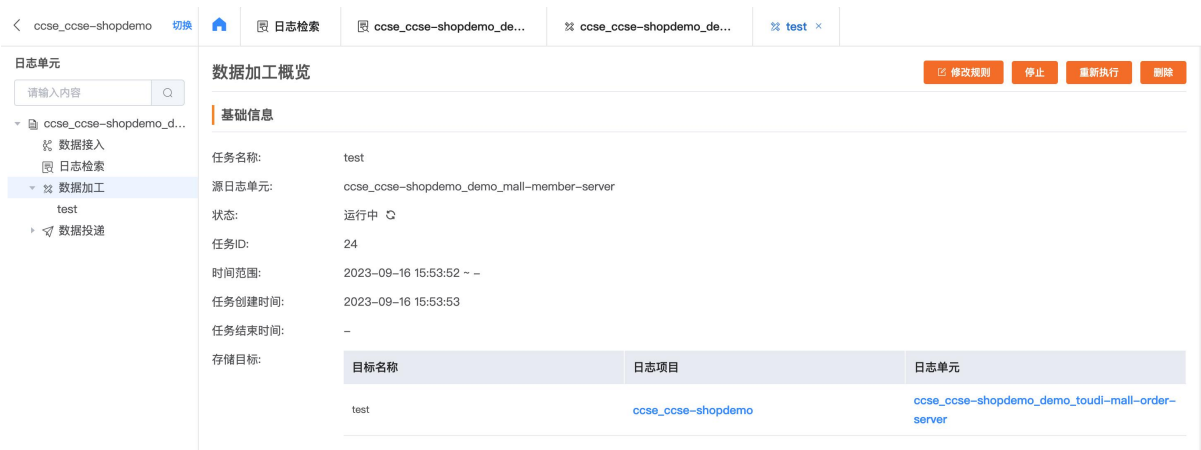 ccse_ccse-shopdemo 切换
日志检索
ccse_ccse-shopdemo_de...
ccse_ccse-shopdemo_de...
test ×
日志单元
请输入内容
ccse_ccse-shopdemo_d...
数据接入
日志检索
数据加工
test
数据投递
数据加工概览
修改规则 停止 重新执行 删除
基础信息
任务名称: test
源日志单元: ccse_ccse-shopdemo_demo_mall-member-server
状态: 运行中
任务ID: 24
时间范围: 2023-09-16 15:53:52 ~ -
任务创建时间: 2023-09-16 15:53:53
任务结束时间: -
存储目标:
目标名称 日志项目 日志单元
test ccse_ccse-shopdemo ccse_ccse-shopdemo_demo_toudi-mall-order-
server